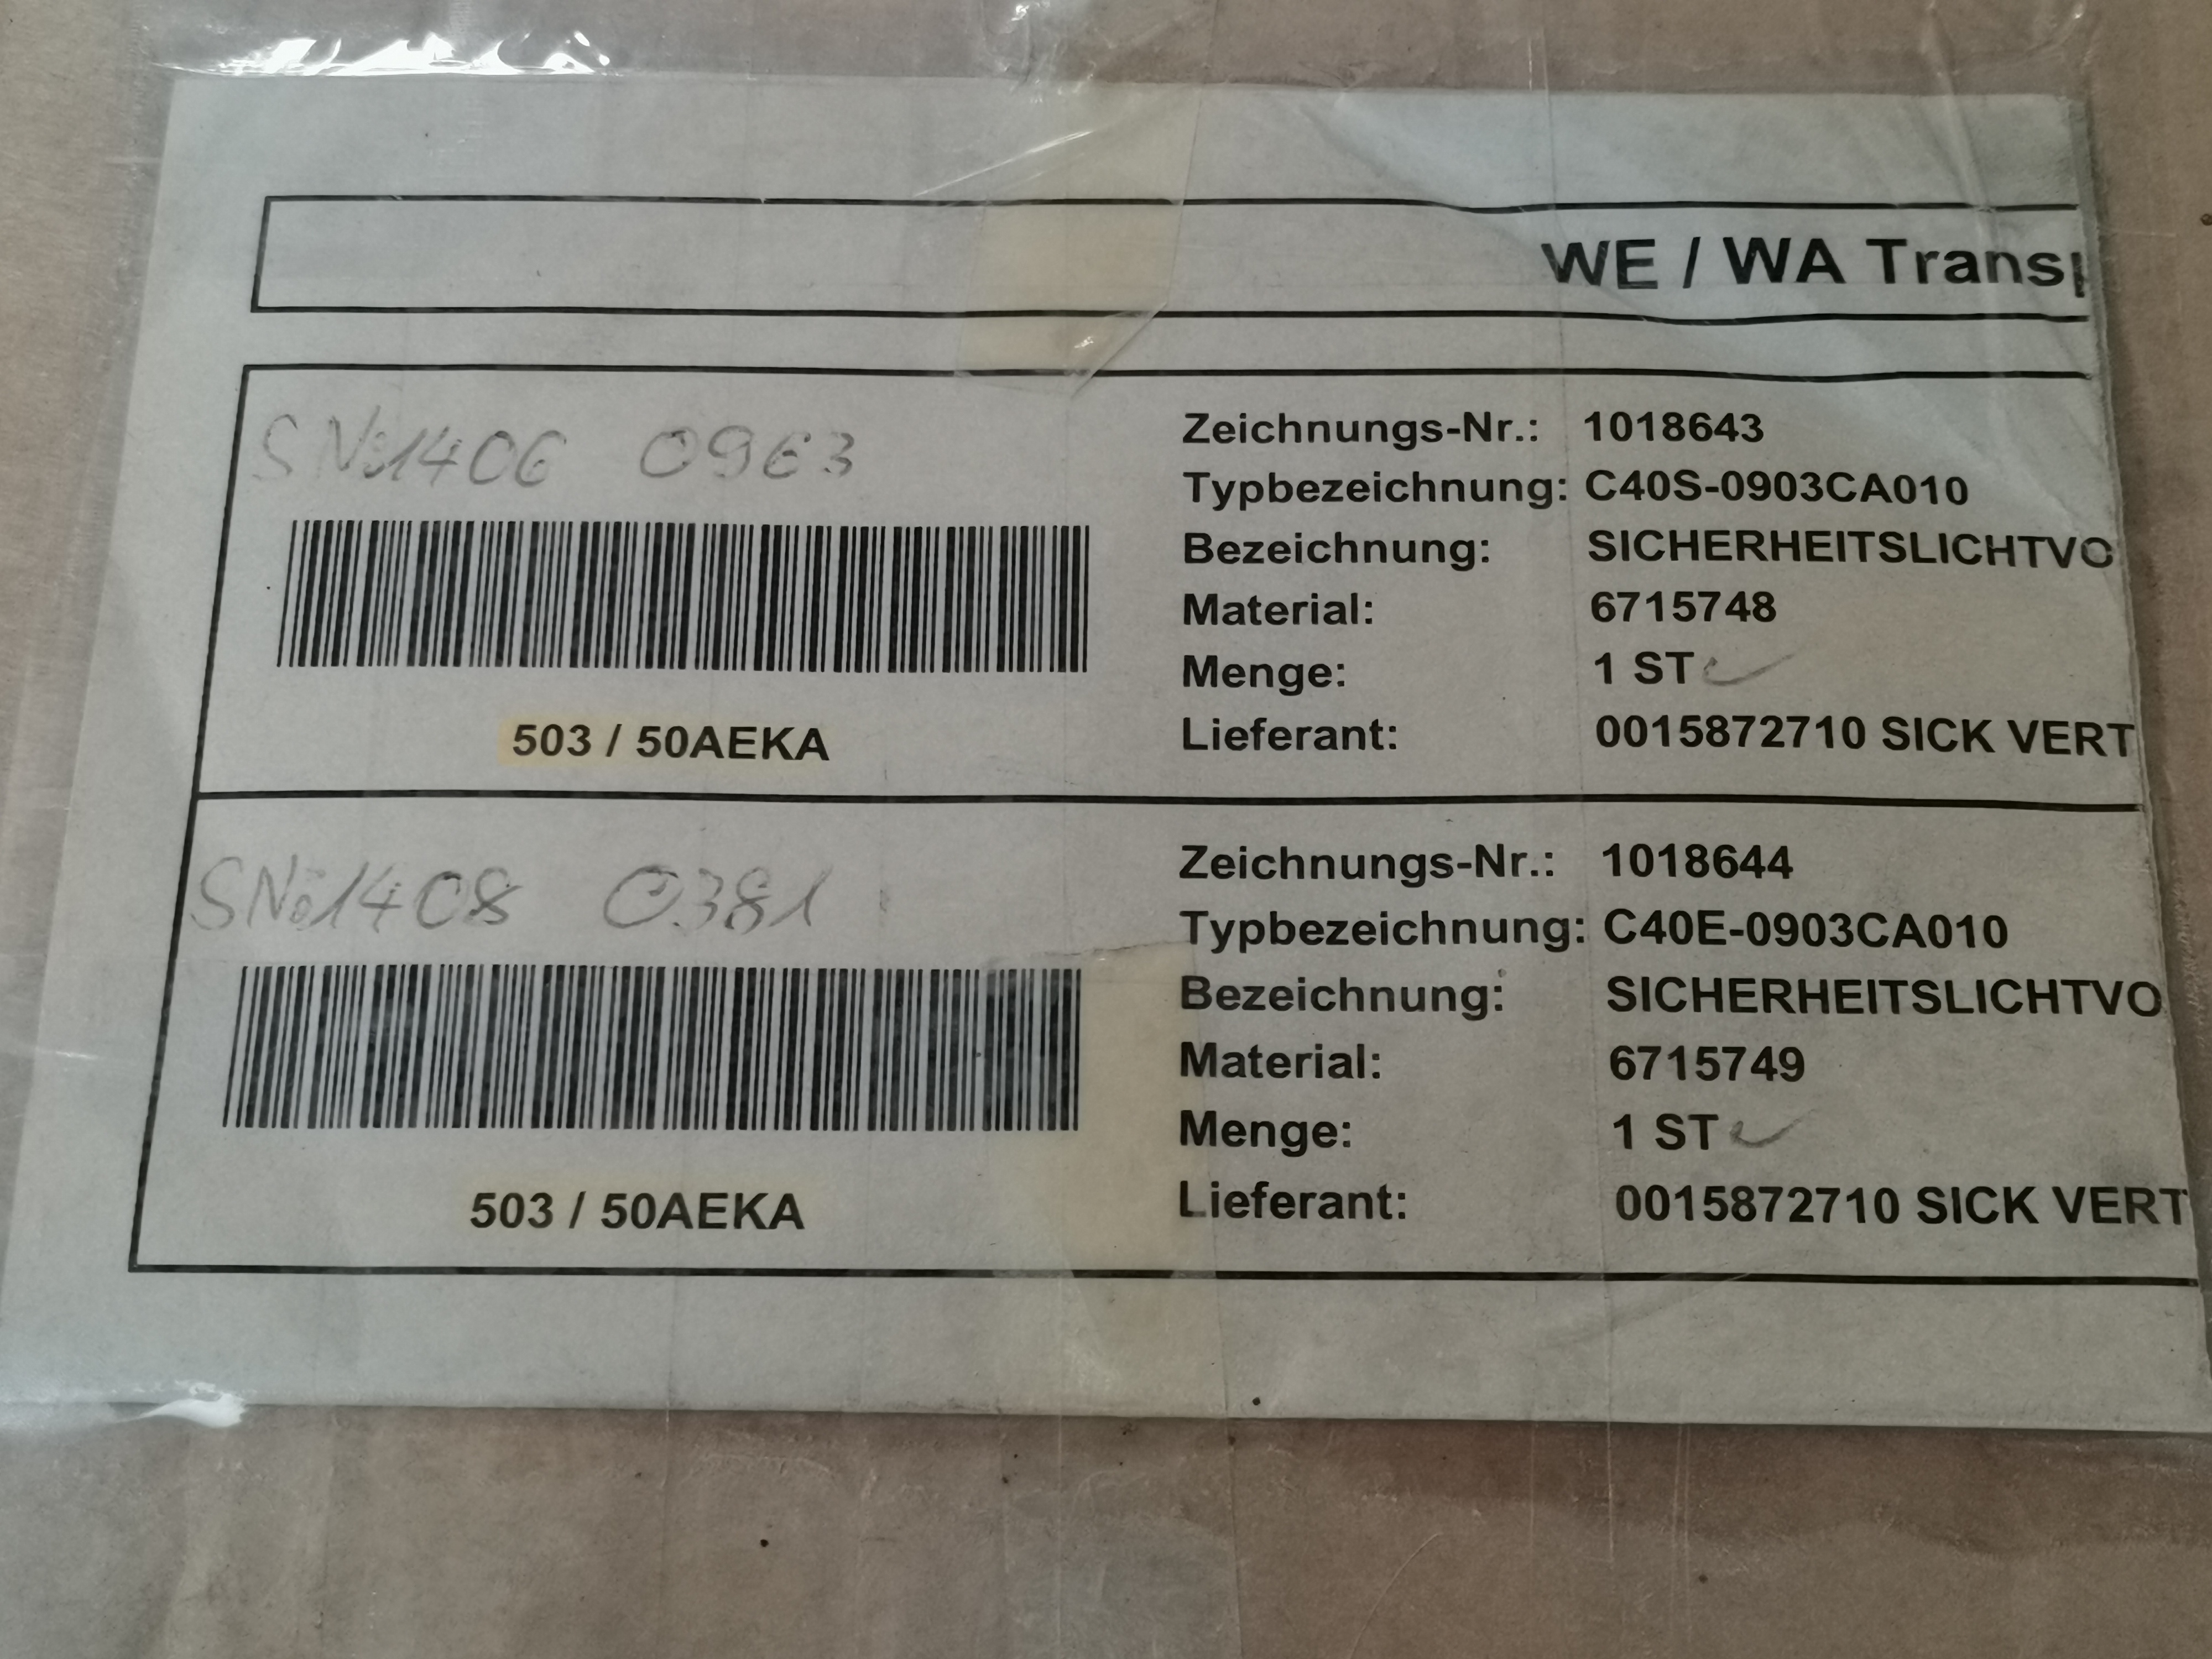 WE / WA Transp
SN:1406 0963
503 / 50AEKA
Zeichnungs-Nr.: 1018643
Typbezeichnung: C40S-0903CA010
Bezeichnung: SICHERHEITSLICHTVO
Material: 6715748
Menge: 1 ST
Lieferant: 0015872710 SICK VERT
SN:1408 0381
503 / 50AEKA
Zeichnungs-Nr.: 1018644
Typbezeichnung: C40E-0903CA010
Bezeichnung: SICHERHEITSLICHTVO
Material: 6715749
Menge: 1 ST
Lieferant: 0015872710 SICK VERT